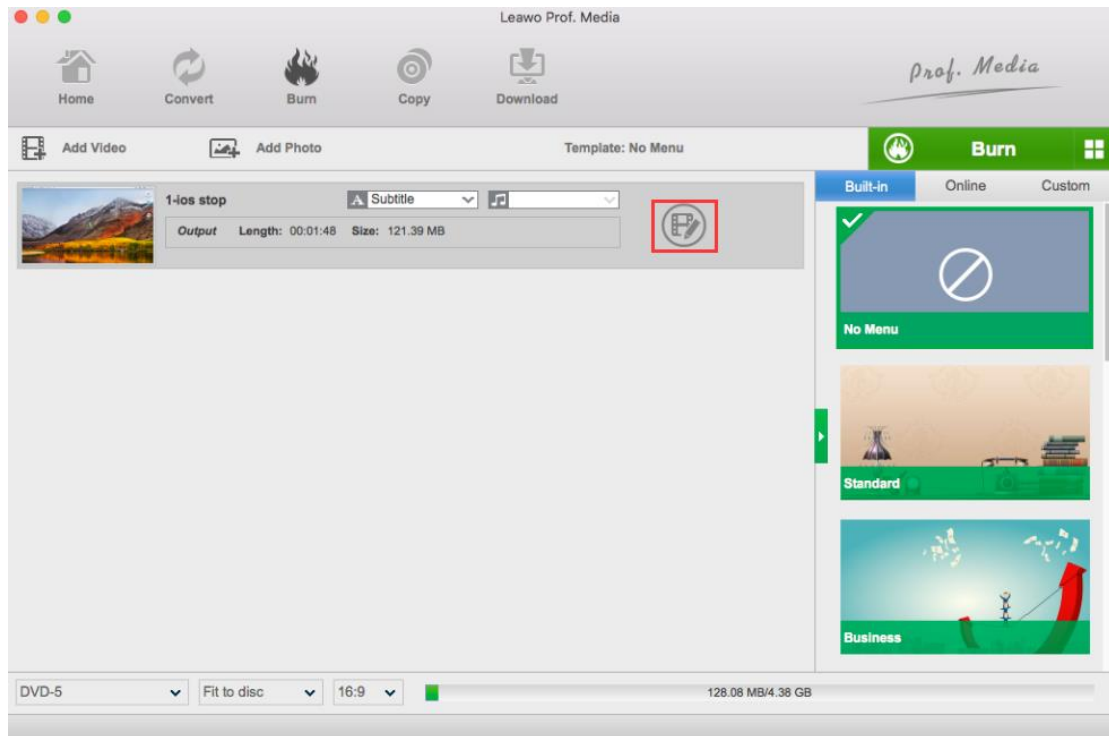 Leawo Prof. Media
Home Convert Burn Copy Download
Prof. Media
Add Video Add Photo Template: No Menu Burn
Built-in Online Custom
1-ios stop A Subtitle
Output Length: 00:01:48 Size: 121.39 MB
No Menu
Standard
Business
DVD-5 Fit to disc 16:9 128.08 MB/4.38 GB